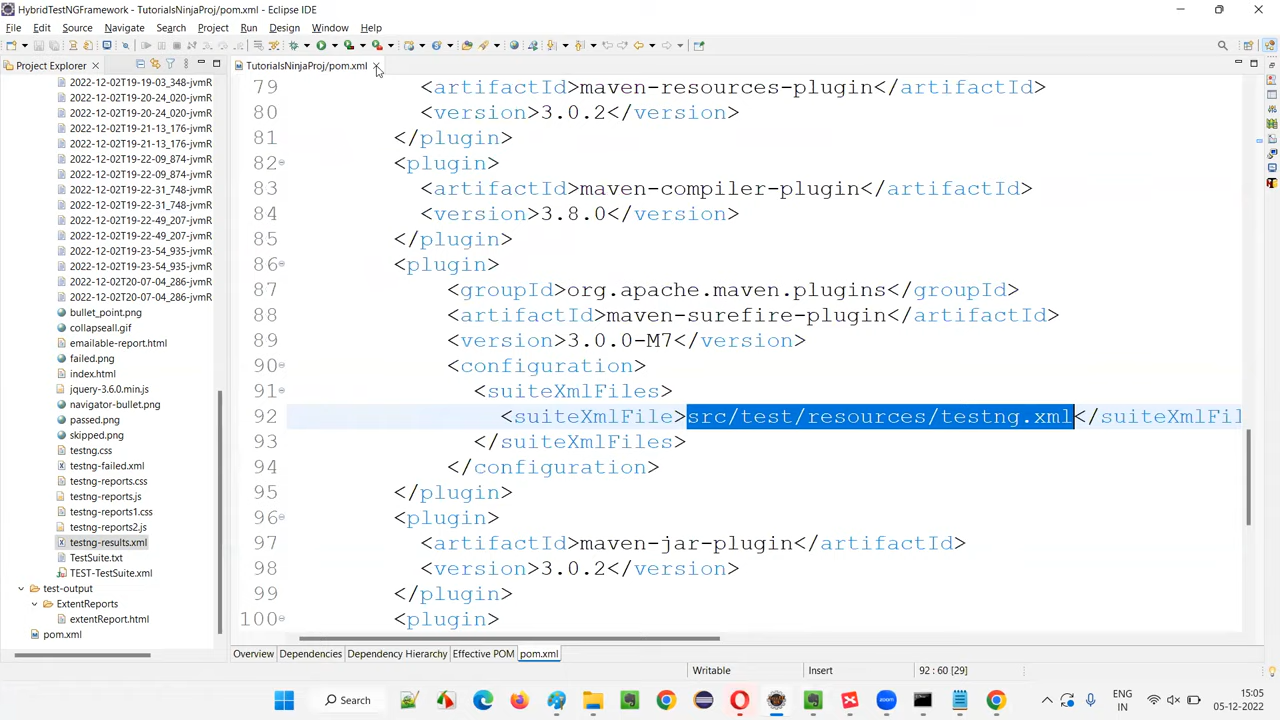 HybridTestNGFramework - TutorialsNinjaProj/pom.xml - Eclipse IDE
File Edit Source Navigate Search Project Run Design Window Help
Project Explorer
TutorialsNinjaProj/pom.xml
2022-12-02T19-19-03_348-jvmR
2022-12-02T19-20-24_020-jvmR
2022-12-02T19-20-24_020-jvmR
2022-12-02T19-21-13_176-jvmR
2022-12-02T19-21-13_176-jvmR
2022-12-02T19-22-09_874-jvmR
2022-12-02T19-22-09_874-jvmR
2022-12-02T19-22-31_748-jvmR
2022-12-02T19-22-31_748-jvmR
2022-12-02T19-22-49_207-jvmR
2022-12-02T19-22-49_207-jvmR
2022-12-02T19-23-54_935-jvmR
2022-12-02T19-23-54_935-jvmR
2022-12-02T20-07-04_286-jvmR
2022-12-02T20-07-04_286-jvmR
bullet_point.png
collapseall.gif
emailable-report.html
failed.png
index.html
jquery-3.6.0.min.js
navigator-bullet.png
passed.png
skipped.png
testng.css
testng-failed.xml
testng-reports.css
testng-reports.js
testng-reports1.css
testng-reports2.js
testng-results.xml
TestSuite.txt
TEST-TestSuite.xml
test-output
ExtentReports
extentReport.html
pom.xml
79 <artifactId>maven-resources-plugin</artifactId>
80 <version>3.0.2</version>
81 </plugin>
82 <plugin>
83 <artifactId>maven-compiler-plugin</artifactId>
84 <version>3.8.0</version>
85 </plugin>
86 <plugin>
87 <groupId>org.apache.maven.plugins</groupId>
88 <artifactId>maven-surefire-plugin</artifactId>
89 <version>3.0.0-M7</version>
90 <configuration>
91 <suiteXmlFiles>
92 <suiteXmlFile>src/test/resources/testng.xml</suiteXmlFil
93 </suiteXmlFiles>
94 </configuration>
95 </plugin>
96 <plugin>
97 <artifactId>maven-jar-plugin</artifactId>
98 <version>3.0.2</version>
99 </plugin>
100 <plugin>
Overview Dependencies Dependency Hierarchy Effective POM pom.xml
Writable Insert 92 : 60 [29]
Search
ENG
IN
15:05
05-12-2022